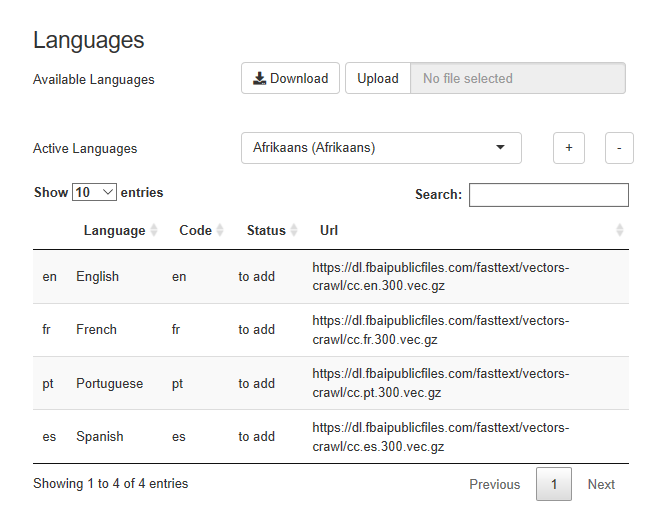 Languages
Available Languages Download Upload No file selected
Active Languages Afrikaans (Afrikaans) + -
Show 10 entries Search:
Language Code Status Url
en English en to add https://dl.fbaipublicfiles.com/fasttext/vectors-
crawl/cc.en.300.vec.gz
fr French fr to add https://dl.fbaipublicfiles.com/fasttext/vectors-
crawl/cc.fr.300.vec.gz
pt Portuguese pt to add https://dl.fbaipublicfiles.com/fasttext/vectors-
crawl/cc.pt.300.vec.gz
es Spanish es to add https://dl.fbaipublicfiles.com/fasttext/vectors-
crawl/cc.es.300.vec.gz
Showing 1 to 4 of 4 entries Previous 1 Next